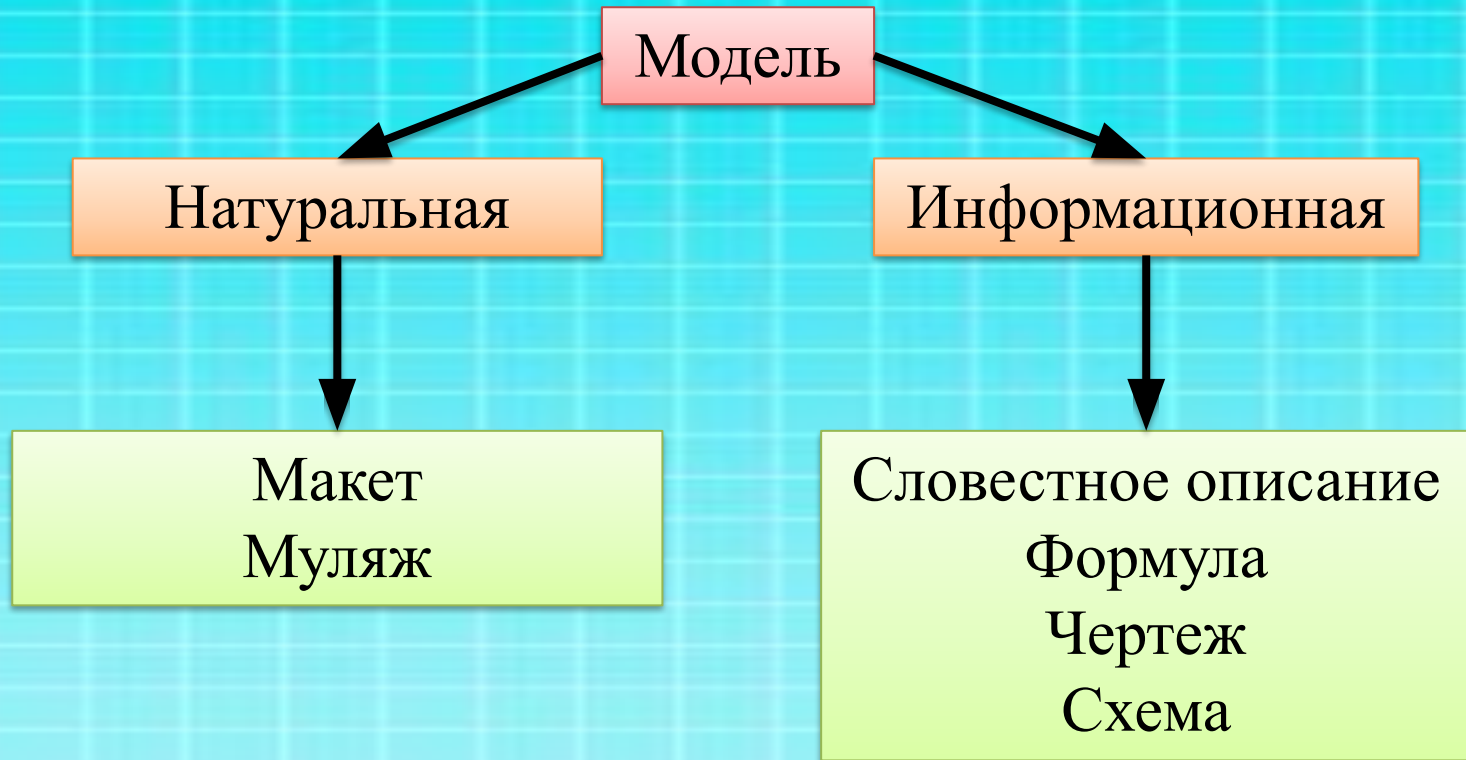 Модель
Натуральная
Информационная
Макет
Муляж
Словестное описание
Формула
Чертеж
Схема